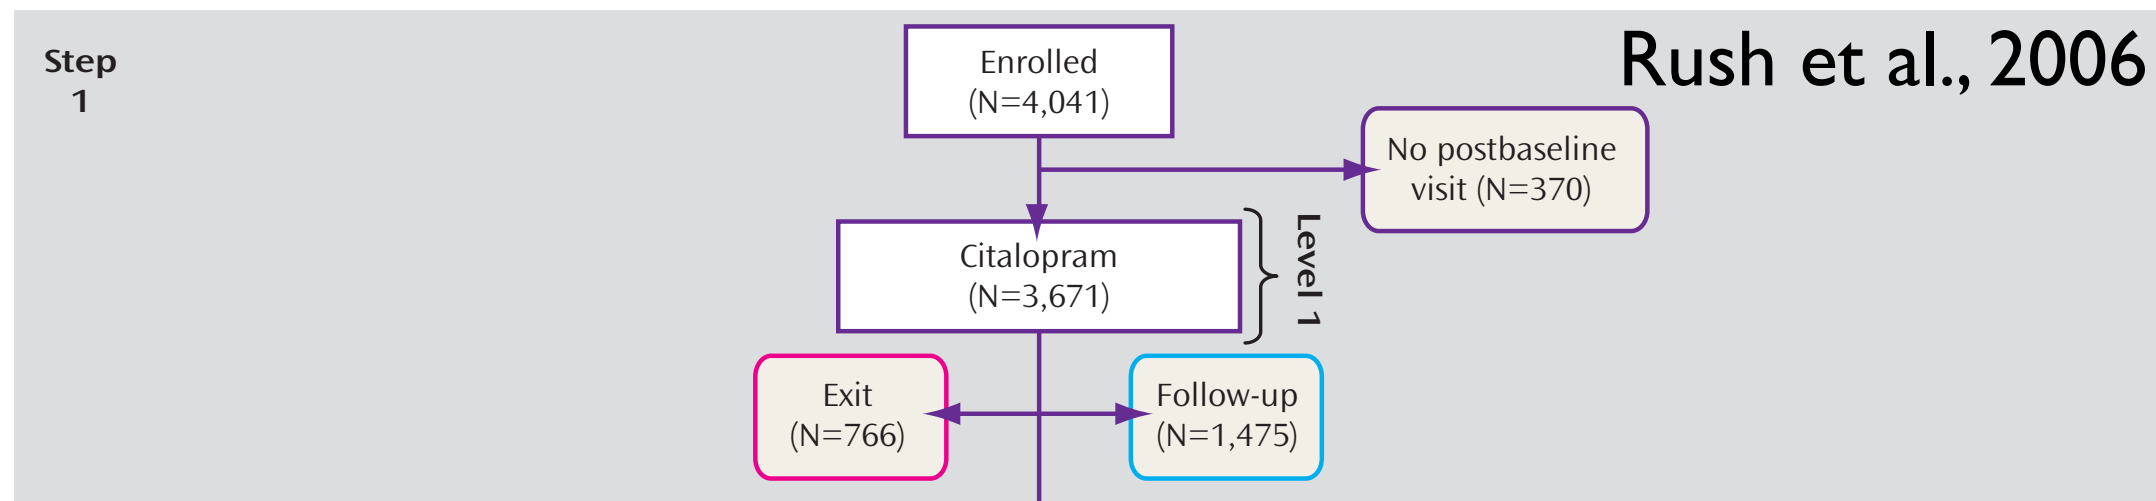 Step
1
Enrolled
(N=4,041)
Rush et al., 2006
No postbaseline
visit (N=370)
Citalopram
(N=3,671)
Level 1
Exit
(N=766)
Follow-up
(N=1,475)